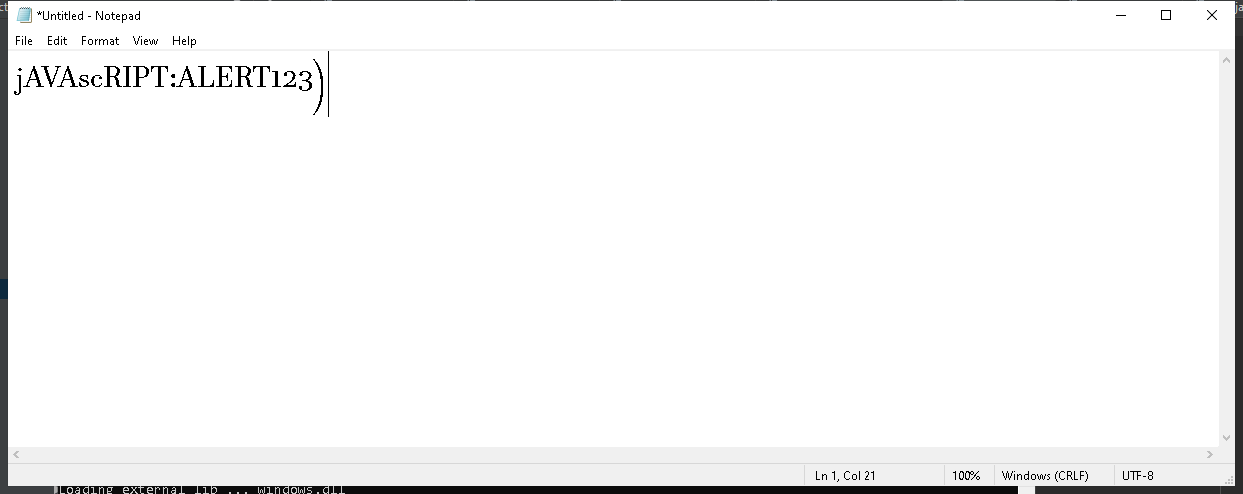 *Untitled - Notepad
File Edit Format View Help
jAVAscRIPT:ALERT123)
Ln 1, Col 21 100% Windows (CRLF) UTF-8
Loading external lib ... windows.dll